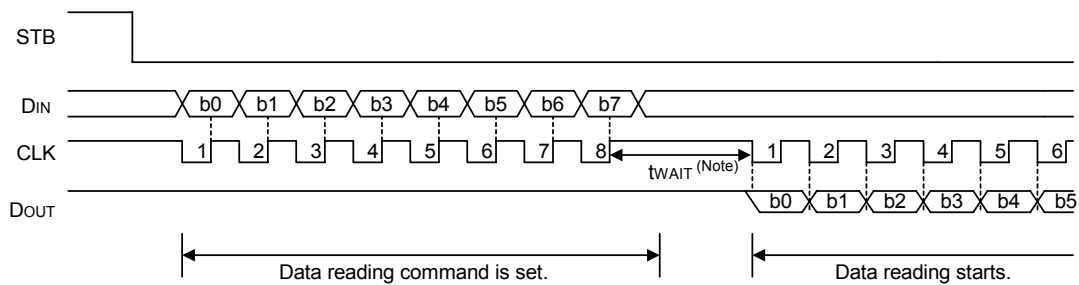 STB
DIN b0 b1 b2 b3 b4 b5 b6 b7
CLK 1 2 3 4 5 6 7 8 1 2 3 4 5 6
tWAIT (Note)
DOUT b0 b1 b2 b3 b4 b5
Data reading command is set. Data reading starts.